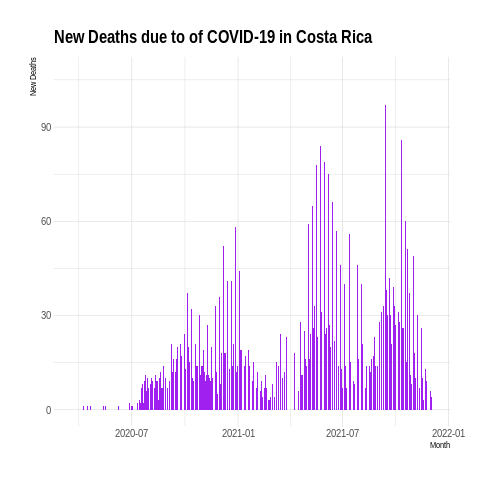 New Deaths due to of COVID-19 in Costa Rica
New Deaths
90
60
30
0
2020-07
2021-01
2021-07
2022-01
Month